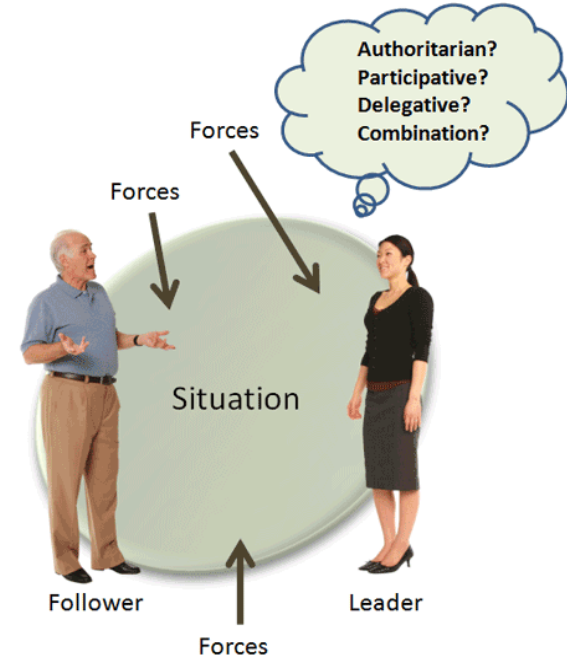 Authoritarian?
Participative?
Delegative?
Combination?
Forces
Forces
Situation
Follower
Leader
Forces